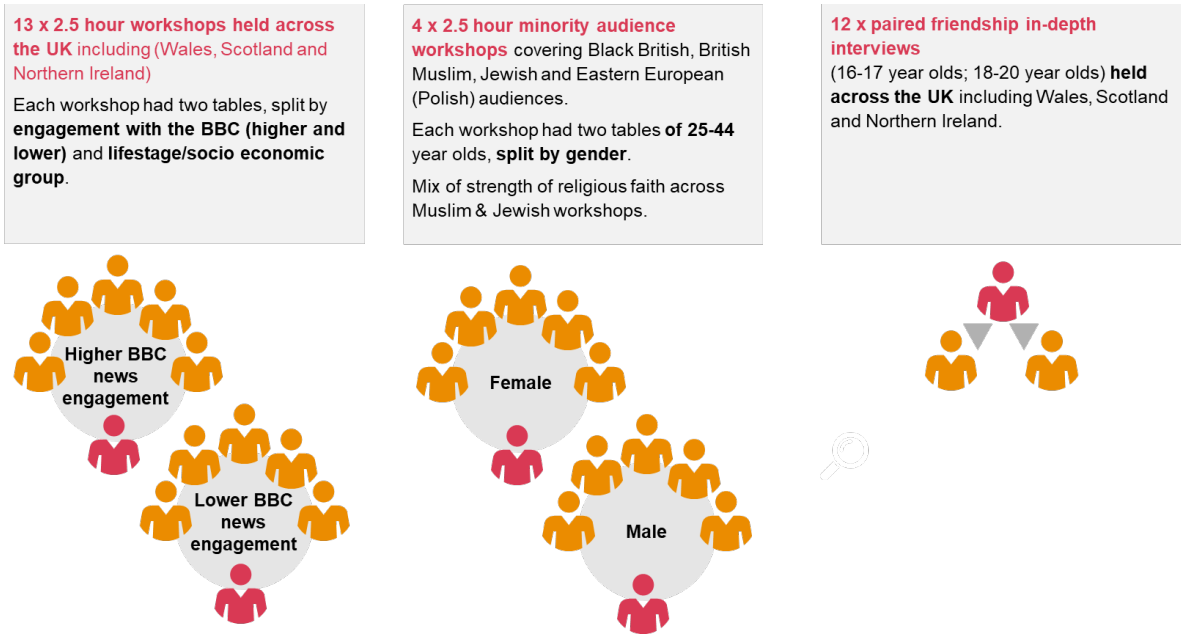 13 x 2.5 hour workshops held across
the UK including (Wales, Scotland and
Northern Ireland)
Each workshop had two tables, split by
engagement with the BBC (higher and
lower) and lifestage/socio economic
group.
4 x 2.5 hour minority audience
workshops covering Black British, British
Muslim, Jewish and Eastern European
(Polish) audiences.
Each workshop had two tables of 25-44
year olds, split by gender.
Mix of strength of religious faith across
Muslim & Jewish workshops.
12 x paired friendship in-depth
interviews
(16-17 year olds; 18-20 year olds) held
across the UK including Wales, Scotland
and Northern Ireland.
Higher BBC
news
engagement
Lower BBC
news
engagement
Female
Male